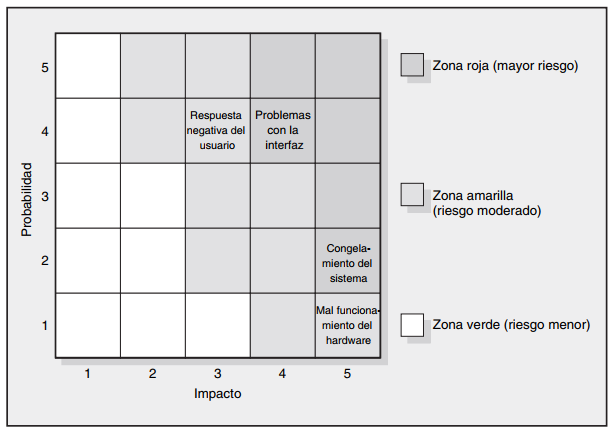 Probabilidad
5
4
3
2
1
Respuesta
negativa del
usuario
Problemas
con la
interfaz
Congela-
miento del
sistema
Mal funciona-
miento del
hardware
1 2 3 4 5
Impacto
Zona roja (mayor riesgo)
Zona amarilla
(riesgo moderado)
Zona verde (riesgo menor)